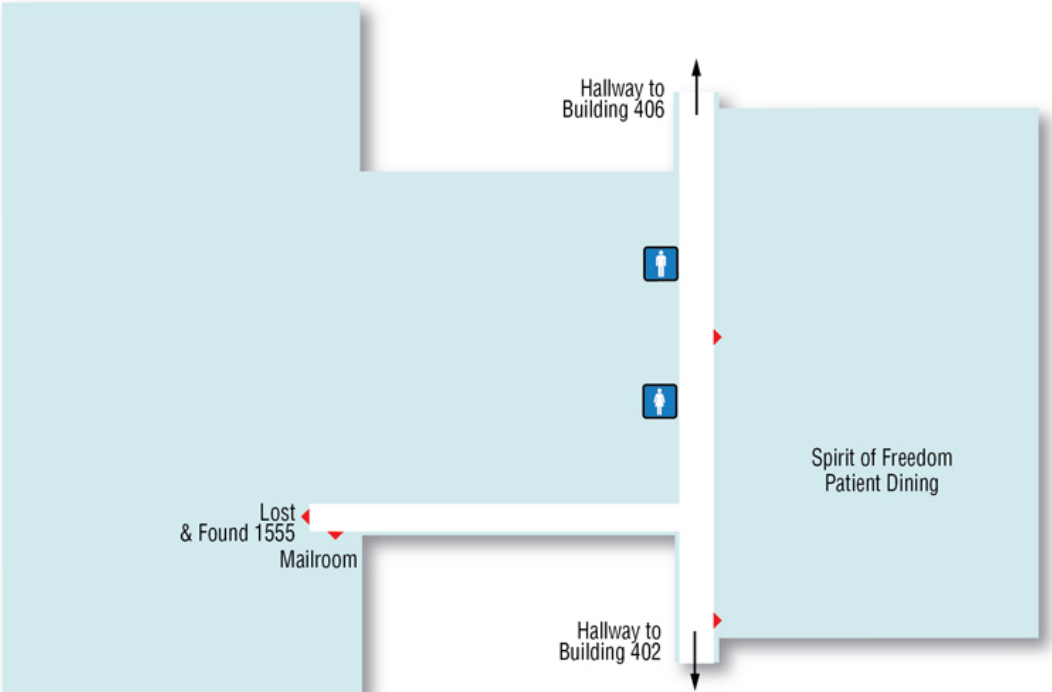 Hallway to
Building 406
Spirit of Freedom
Patient Dining
Lost
& Found 1555
Mailroom
Hallway to
Building 402